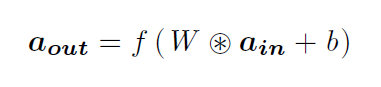 a_out = f (W ⊛ a_in + b)